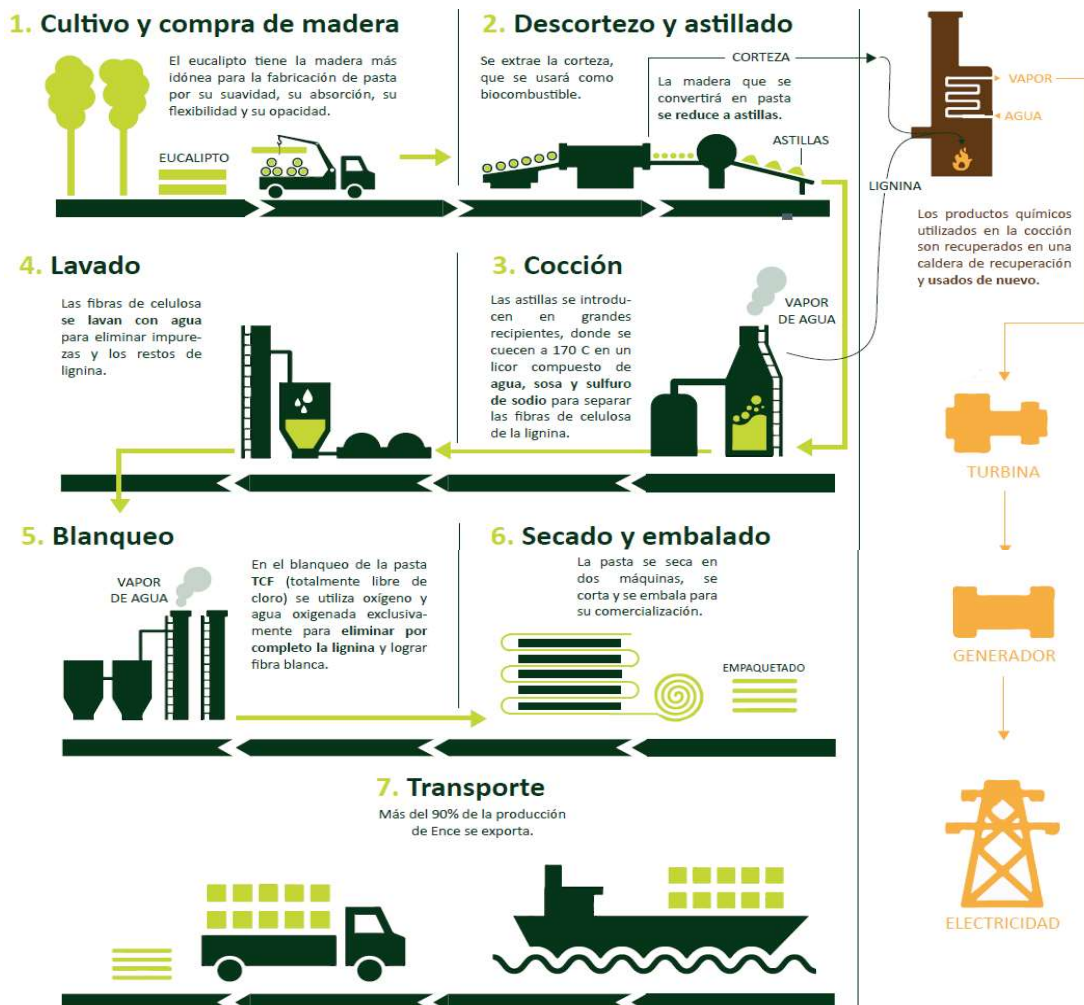 1. Cultivo y compra de madera
El eucalipto tiene la madera más
idónea para la fabricación de pasta
por su suavidad, su absorción, su
flexibilidad y su opacidad.
EUCALIPTO
2. Descortezo y astillado
Se extrae la corteza,
que se usará como
biocombustible.
CORTEZA
La madera que se
convertirá en pasta
se reduce a astillas.
ASTILLAS
VAPOR
AGUA
LIGNINA
Los productos químicos
utilizados en la cocción
son recuperados en una
caldera de recuperación
y usados de nuevo.
3. Cocción
Las astillas se introdu-
cen en grandes
recipientes, donde se
cuecen a 170 C en un
licor compuesto de
agua, sosa y sulfuro
de sodio para separar
las fibras de celulosa
de la lignina.
VAPOR
DE AGUA
4. Lavado
Las fibras de celulosa
se lavan con agua
para eliminar impure-
zas y los restos de
lignina.
5. Blanqueo
VAPOR
DE AGUA
En el blanqueo de la pasta
TCF (totalmente libre de
cloro) se utiliza oxígeno y
agua oxigenada exclusiva-
mente para eliminar por
completo la lignina y lograr
fibra blanca.
6. Secado y embalado
La pasta se seca en
dos máquinas, se
corta y se embala para
su comercialización.
EMPAQUETADO
7. Transporte
Más del 90% de la producción
de Ence se exporta.
TURBINA
GENERADOR
ELECTRICIDAD